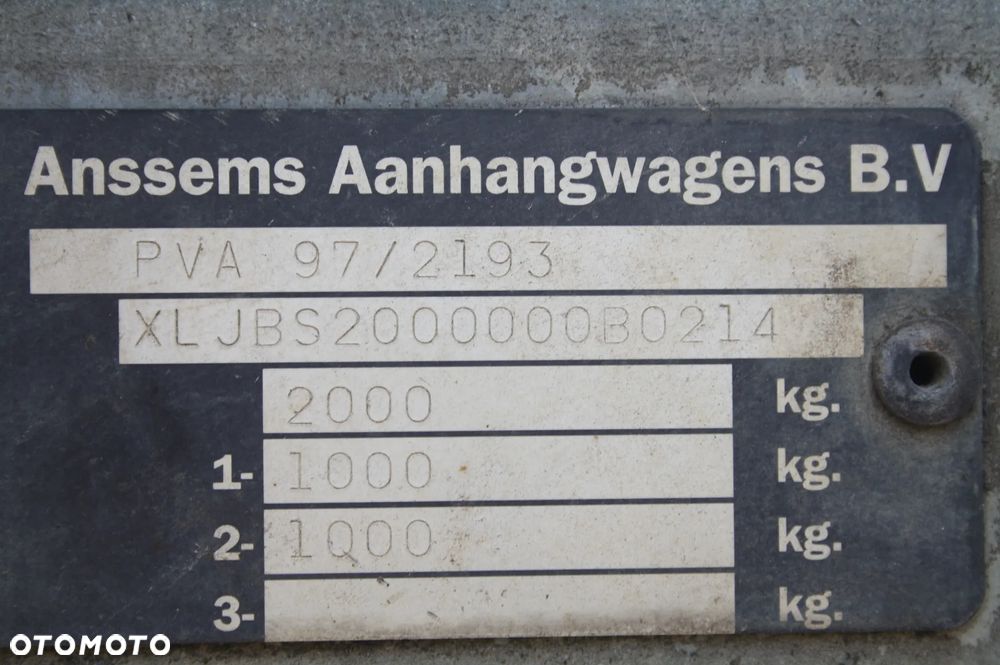 Anssems Aanhangwagens B.V
PVA 97/2193
XLJBS2000000B0214
2000 kg.
1- 1000 kg.
2- 1000 kg.
3- kg.
OTOMOTO